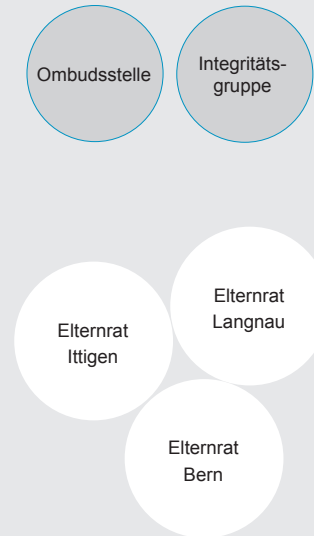 Ombudsstelle
Integritäts-
gruppe
Elternrat
Langnau
Elternrat
Ittigen
Elternrat
Bern